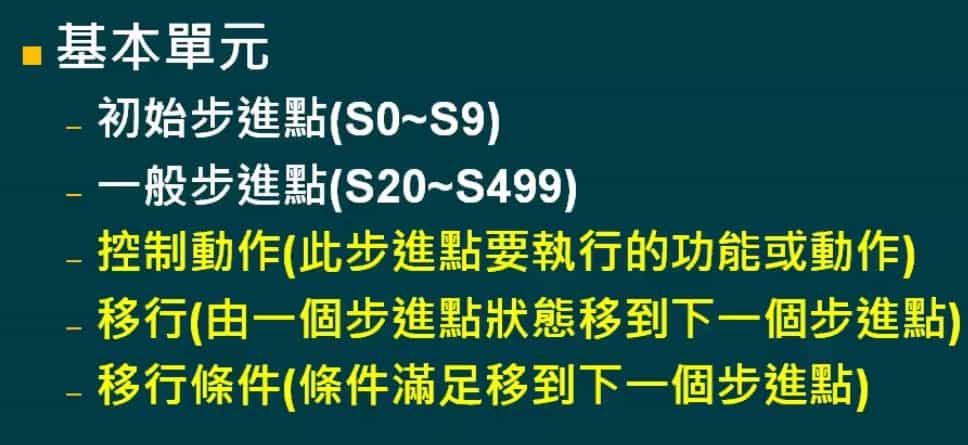 基本單元
– 初始步進點(S0~S9)
– 一般步進點(S20~S499)
– 控制動作(此步進點要執行的功能或動作)
– 移行(由一個步進點狀態移到下一個步進點)
– 移行條件(條件滿足移到下一個步進點)